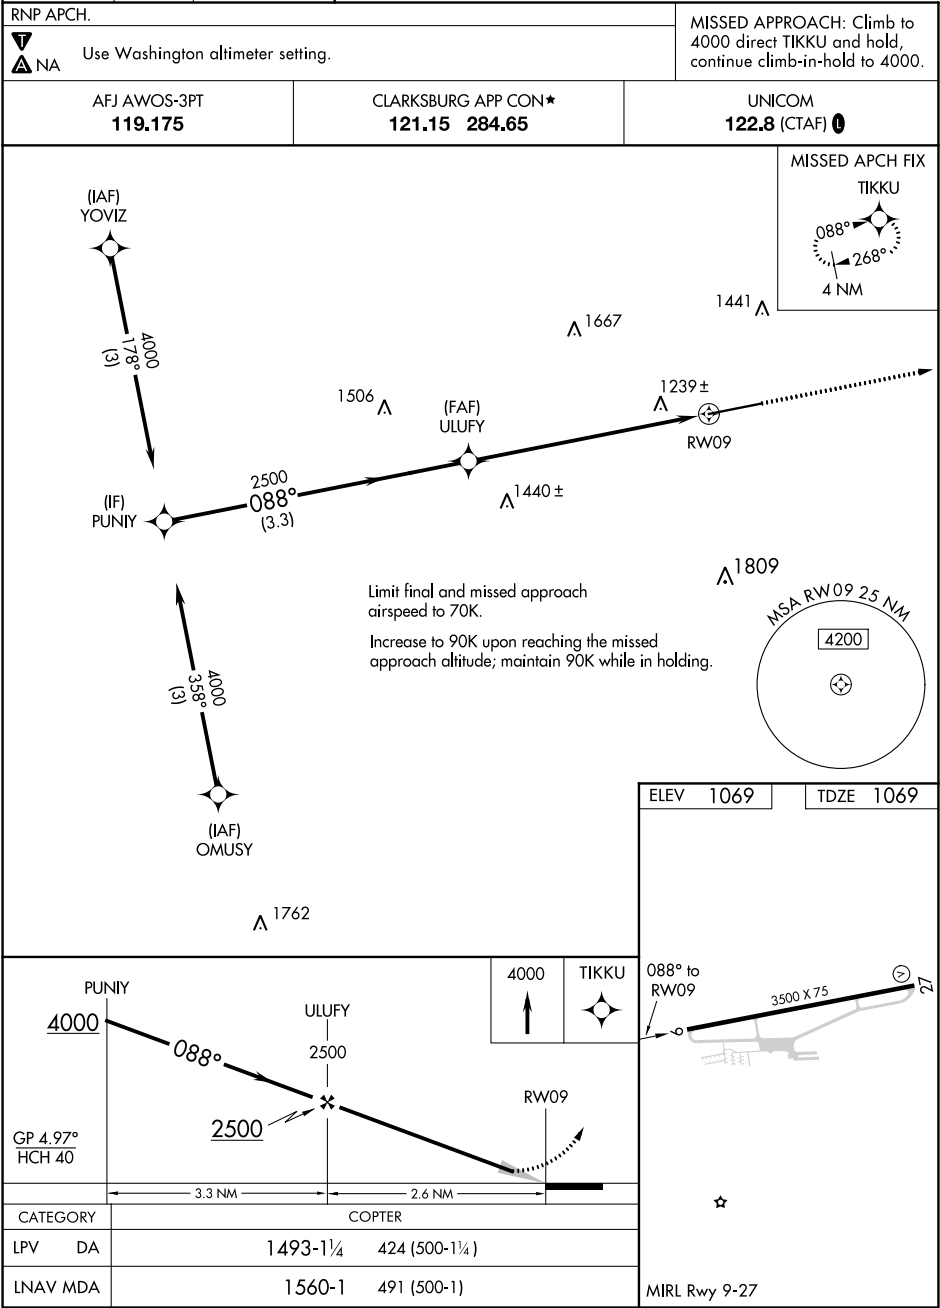 RNP APCH.
T
A NA
Use Washington altimeter setting.
MISSED APPROACH: Climb to
4000 direct TIKKU and hold,
continue climb-in-hold to 4000.
AFJ AWOS-3PT
119.175
CLARKSBURG APP CON★
121.15 284.65
UNICOM
122.8 (CTAF) L
MISSED APCH FIX
TIKKU
088°
268°
4 NM
(IAF)
YOVIZ
4000
178°
(3)
1441
1667
1506
1239 ±
(FAF)
ULUFY
RW09
(IF)
PUNIY
2500
088°
(3.3)
1440 ±
1809
Limit final and missed approach
airspeed to 70K.
Increase to 90K upon reaching the missed
approach altitude; maintain 90K while in holding.
MSA RW09 25 NM
4200
4000
358°
(3)
(IAF)
OMUSY
1762
ELEV 1069
TDZE 1069
088° to
RW09
3500 X 75
9
27
V
MIRL Rwy 9-27
PUNIY
4000
088°
ULUFY
2500
2500
4000
TIKKU
RW09
GP 4.97°
HCH 40
3.3 NM
2.6 NM
CATEGORY COPTER
LPV DA 1493-1¼ 424 (500-1¼)
LNAV MDA 1560-1 491 (500-1)